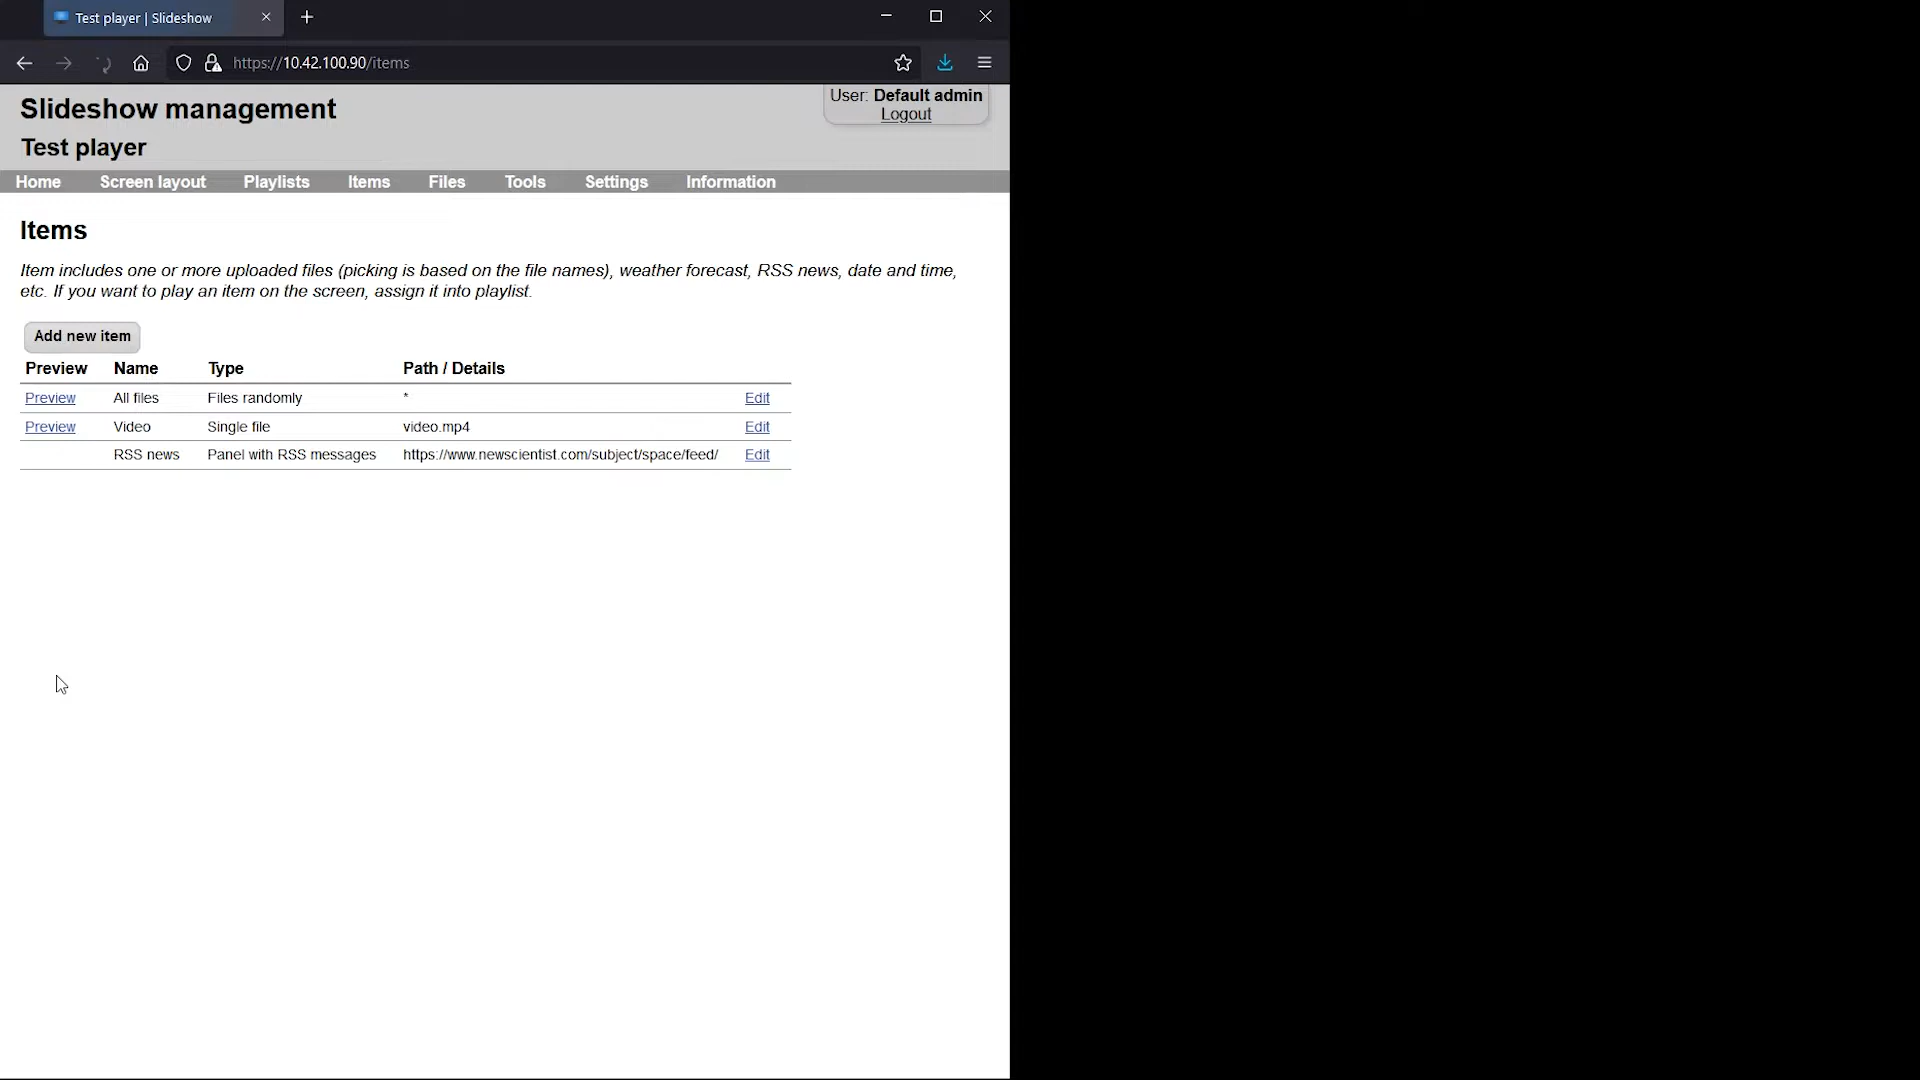 Test player | Slideshow
https://10.42.100.90/items
Slideshow management
User: Default admin
Logout
Test player
Home Screen layout Playlists Items Files Tools Settings Information
Items
Item includes one or more uploaded files (picking is based on the file names), weather forecast, RSS news, date and time,
etc. If you want to play an item on the screen, assign it into playlist.
Add new item
Preview Name Type Path / Details
Preview All files Files randomly * Edit
Preview Video Single file video.mp4 Edit
RSS news Panel with RSS messages https://www.newscientist.com/subject/space/feed/ Edit